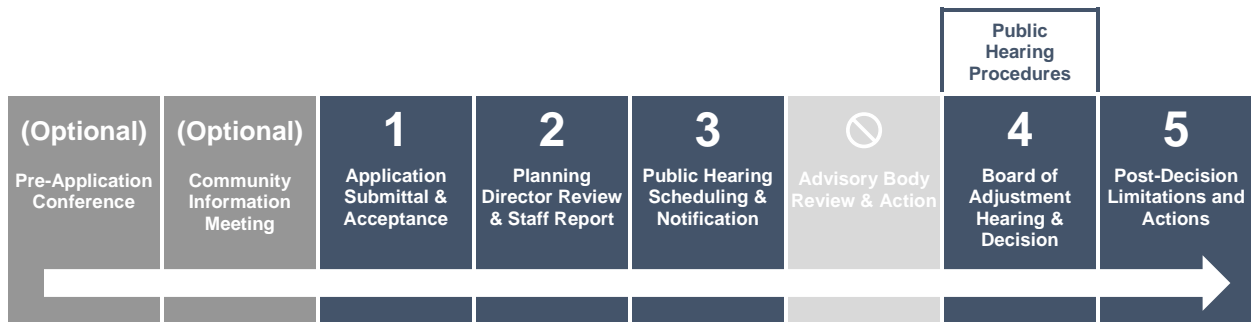 Public
Hearing
Procedures
(Optional)
Pre-Application
Conference
(Optional)
Community
Information
Meeting
1
Application
Submittal &
Acceptance
2
Planning
Director Review
& Staff Report
3
Public Hearing
Scheduling &
Notification
Advisory Body
Review & Action
4
Board of
Adjustment
Hearing &
Decision
5
Post-Decision
Limitations and
Actions